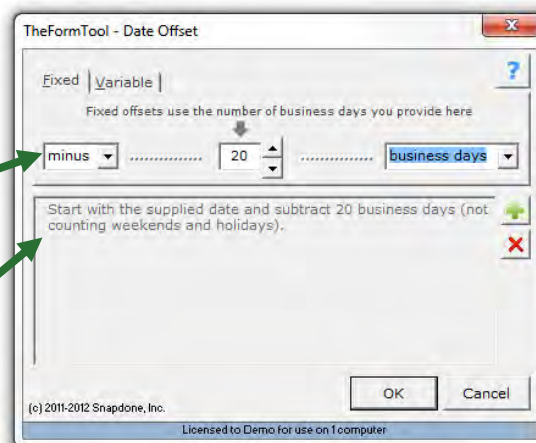 TheFormTool - Date Offset
x
?
Fixed
Variable
Fixed offsets use the number of business days you provide here
minus ............... 20 ............... business days
Start with the supplied date and subtract 20 business days (not
counting weekends and holidays).
OK
Cancel
(c) 2011-2012 Snapdone, Inc.
Licensed to Demo for use on 1 computer